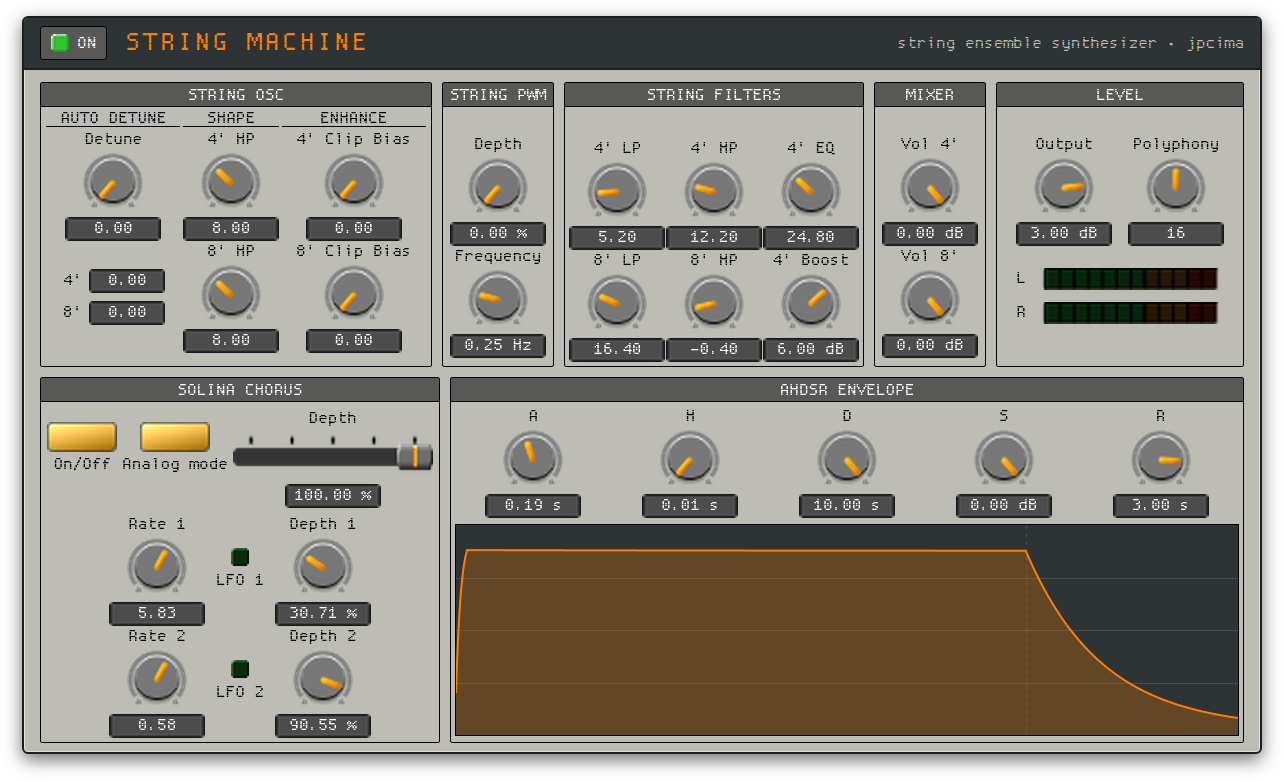 ON STRING MACHINE string ensemble synthesizer · jpcima
STRING OSC STRING PWM STRING FILTERS MIXER LEVEL
AUTO DETUNE SHAPE ENHANCE
Detune 4' HP 4' Clip Bias Depth 4' LP 4' HP 4' EQ Vol 4' Output Polyphony
0.00 8.00 0.00 0.00 % 5.20 12.20 24.80 0.00 dB 3.00 dB 16
8' HP 8' Clip Bias Frequency 8' LP 8' HP 4' Boost Vol 8'
4' 0.00 L
8' 0.00 R
8.00 0.00 0.25 Hz 16.40 -0.40 6.00 dB 0.00 dB
SOLINA CHORUS AHDSR ENVELOPE
Depth A H D S R
On/Off Analog mode
100.00 % 0.19 s 0.01 s 10.00 s 0.00 dB 3.00 s
Rate 1 Depth 1
LFO 1
5.83 30.71 %
Rate 2 Depth 2
LFO 2
0.58 90.55 %